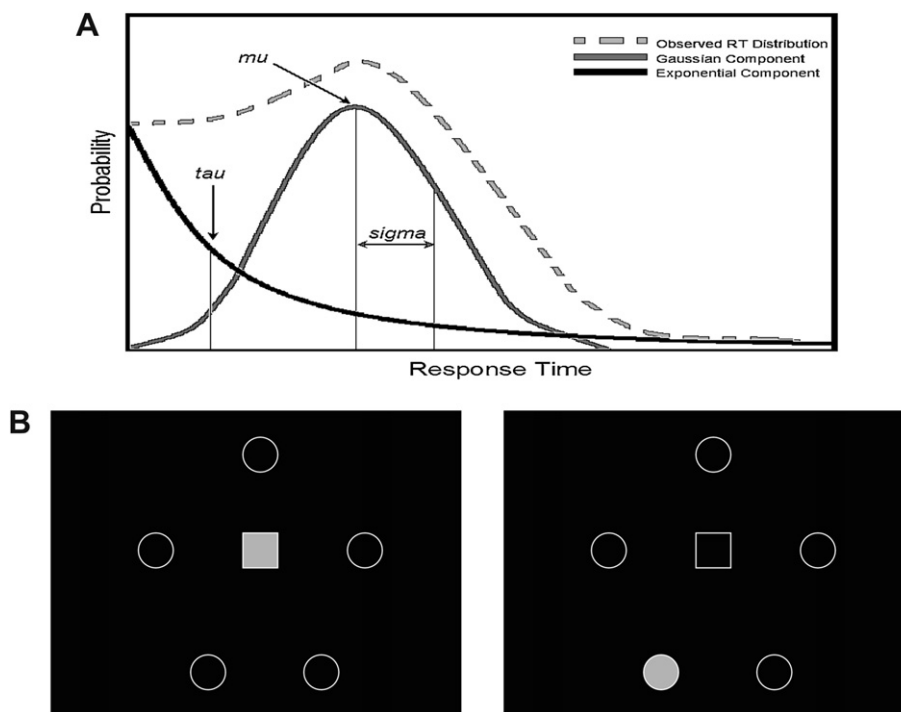 A
mu
Observed RT Distribution
Gaussian Component
Exponential Component
Probability
tau
sigma
Response Time
B